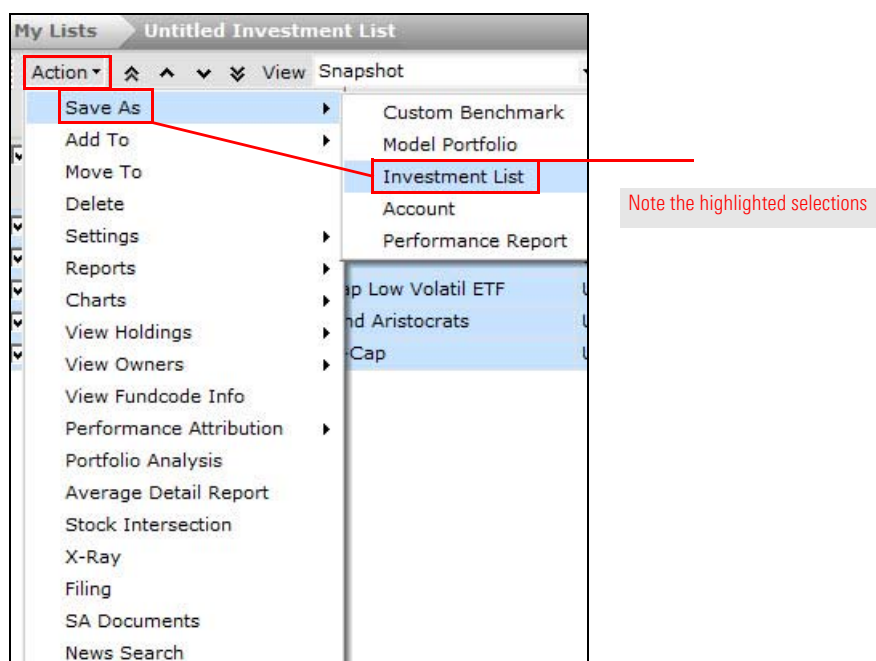 My Lists Untitled Investment List
Action View Snapshot
Save As
Add To
Move To
Delete
Settings
Reports
Charts
View Holdings
View Owners
View Fundcode Info
Performance Attribution
Portfolio Analysis
Average Detail Report
Stock Intersection
X-Ray
Filing
SA Documents
News Search
Custom Benchmark
Model Portfolio
Investment List
Account
Performance Report
Low Volatil ETF
Aristocrats
-Cap
Note the highlighted selections